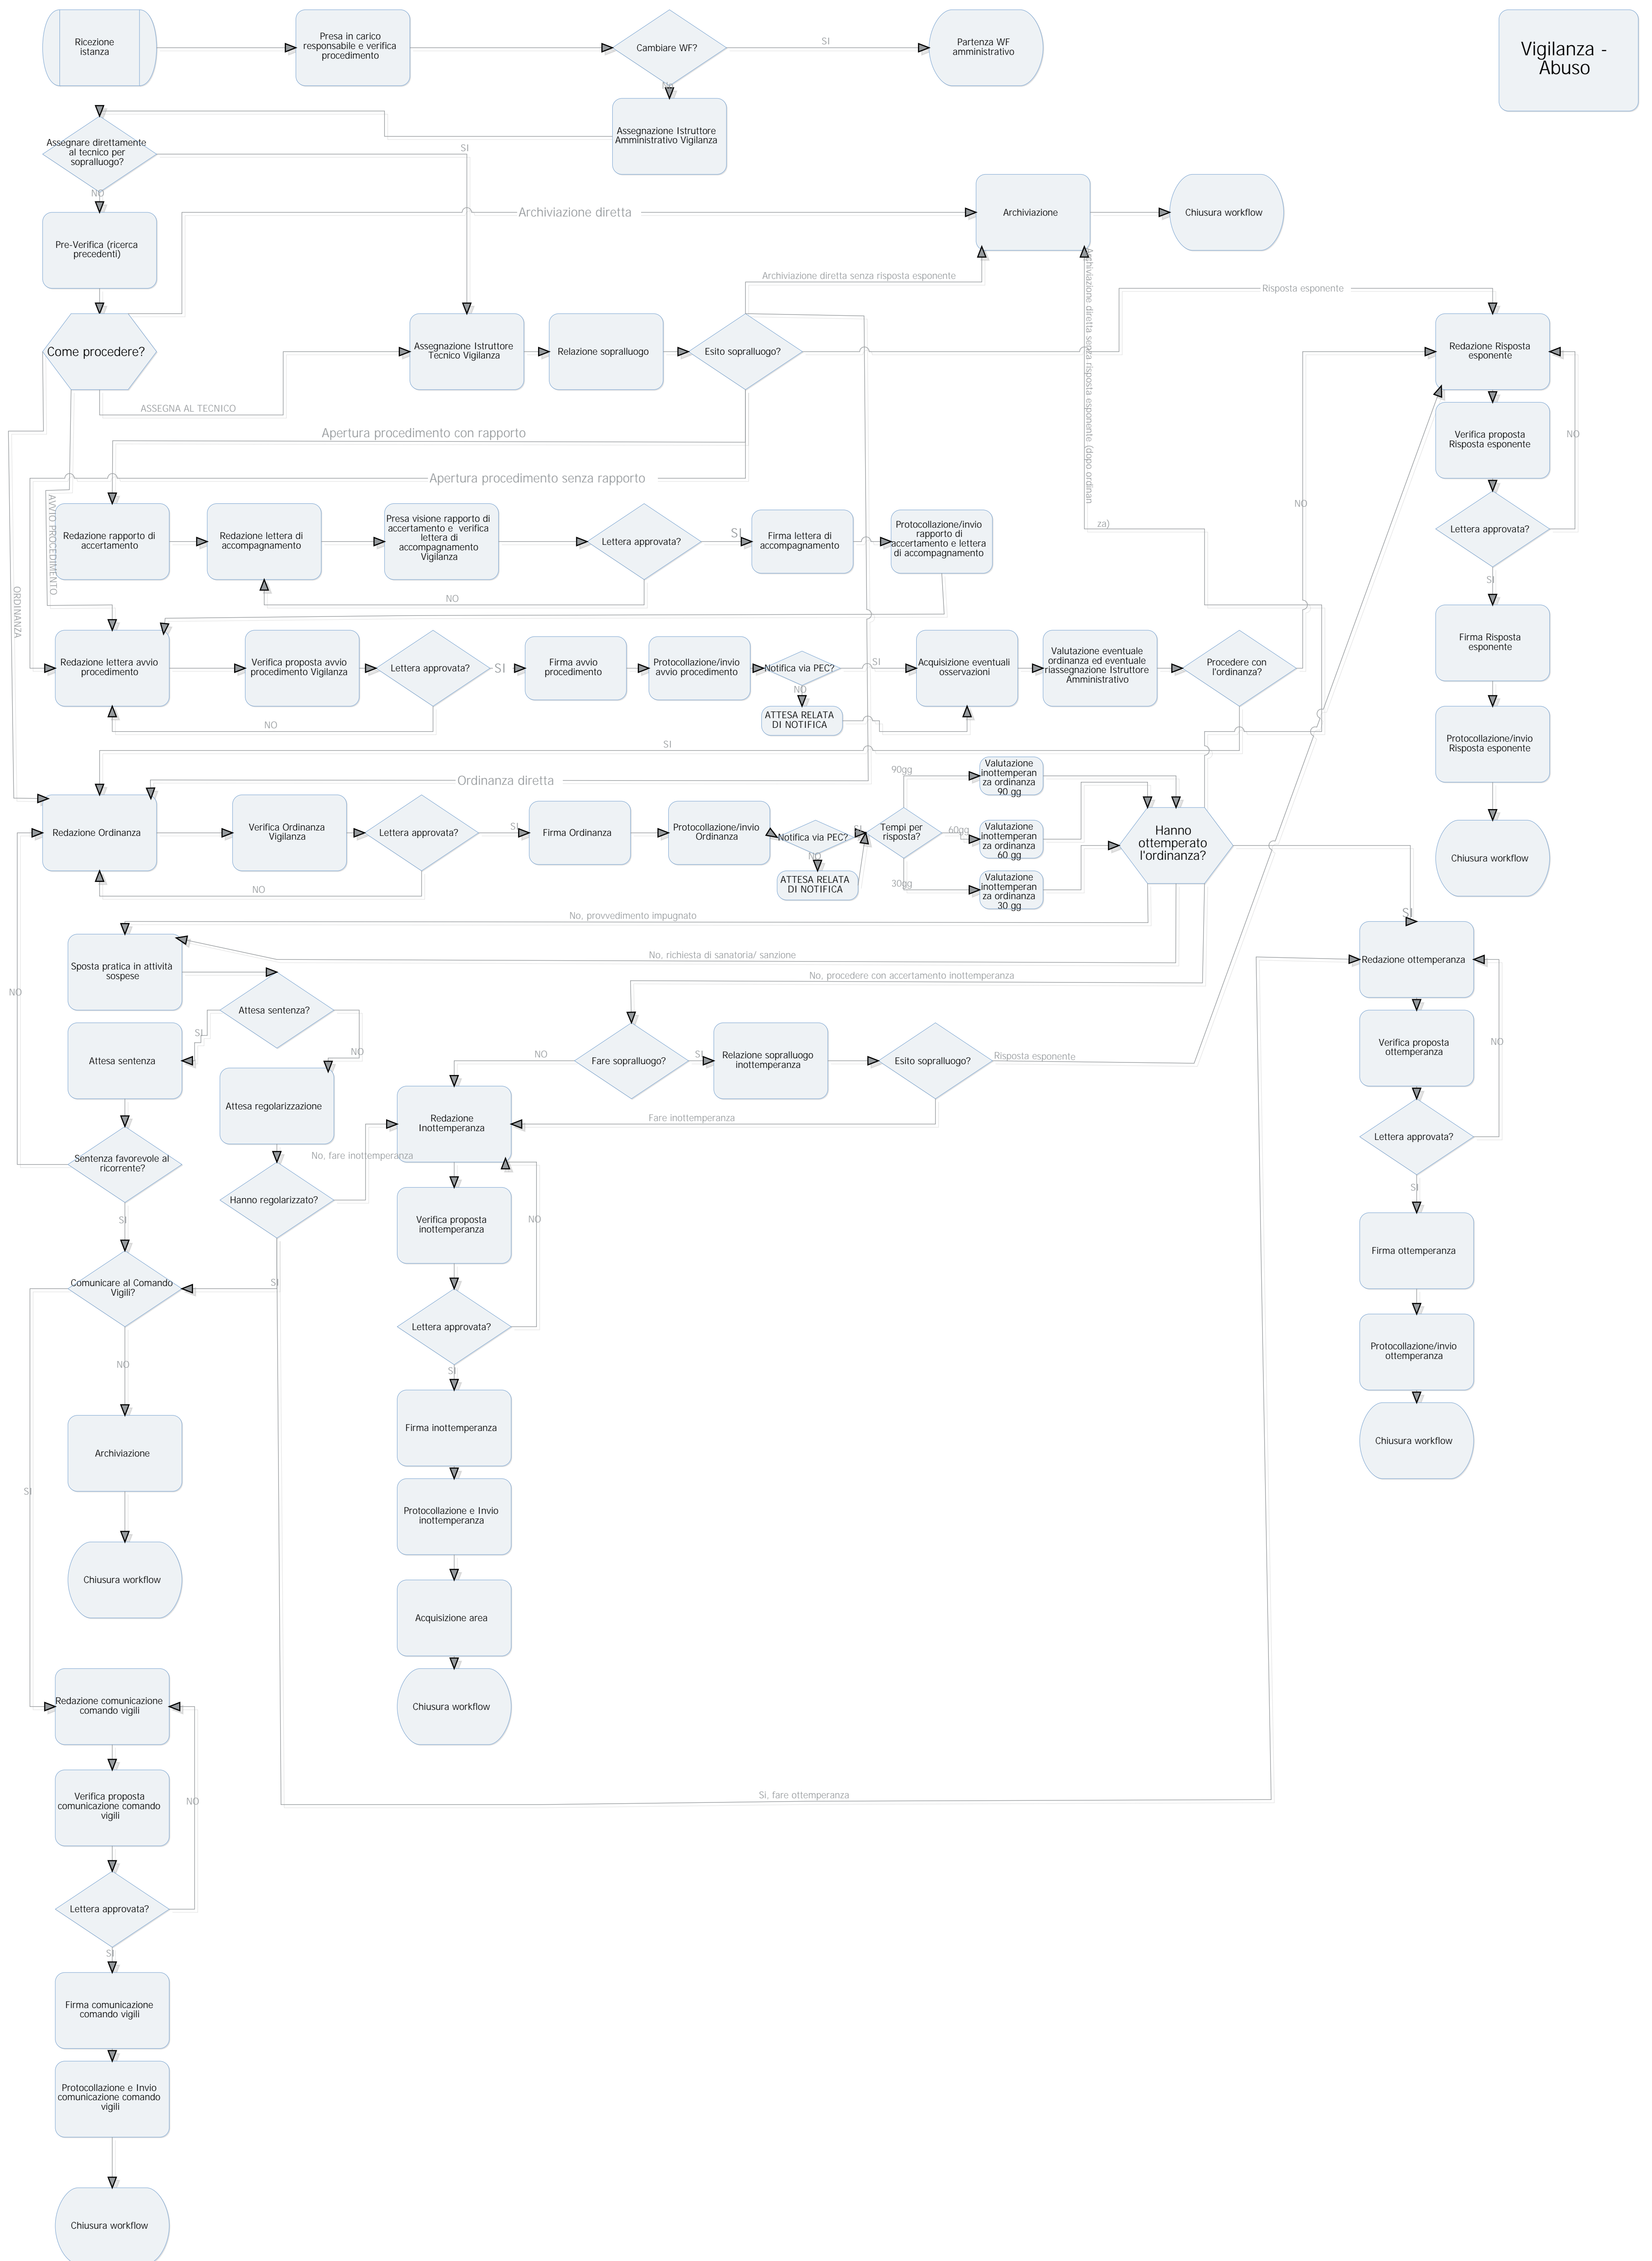 Ricezione
istanza
Presa in carico
responsabile e verifica
procedimento
Cambiare WF?
SI
Partenza WF
amministrativo
Vigilanza -
Abuso
No
Assegnazione Istruttore
Amministrativo Vigilanza
Assegnare direttamente
al tecnico per
sopralluogo?
SI
NO
Pre-Verifica (ricerca
precedenti)
Archiviazione diretta
Archiviazione
Chiusura workflow
Archiviazione diretta senza risposta esponente
Archiviazione diretta senza risposta esponente (dopo ordinan
za)
Risposta esponente
Come procedere?
ASSEGNA AL TECNICO
Assegnazione Istruttore
Tecnico Vigilanza
Relazione sopralluogo
Esito sopralluogo?
Redazione Risposta
esponente
Verifica proposta
Risposta esponente
NO
Lettera approvata?
SI
Firma Risposta
esponente
Protocollazione/invio
Risposta esponente
Chiusura workflow
Apertura procedimento con rapporto
Apertura procedimento senza rapporto
AVVIO PROCEDIMENTO
ORDINANZA
Redazione rapporto di
accertamento
Redazione lettera di
accompagnamento
Presa visione rapporto di
accertamento e verifica
lettera di
accompagnamento
Vigilanza
Lettera approvata?
SI
Firma lettera di
accompagnamento
Protocollazione/invio
rapporto di
accertamento e lettera
di accompagnamento
NO
NO
Redazione lettera avvio
procedimento
Verifica proposta avvio
procedimento Vigilanza
Lettera approvata?
SI
Firma avvio
procedimento
Protocollazione/invio
avvio procedimento
Notifica via PEC?
SI
NO
ATTESA RELATA
DI NOTIFICA
Acquisizione eventuali
osservazioni
Valutazione eventuale
ordinanza ed eventuale
riassegnazione Istruttore
Amministrativo
Procedere con
l'ordinanza?
NO
SI
Ordinanza diretta
Redazione Ordinanza
Verifica Ordinanza
Vigilanza
Lettera approvata?
SI
Firma Ordinanza
Protocollazione/invio
Ordinanza
Notifica via PEC?
SI
NO
ATTESA RELATA
DI NOTIFICA
Tempi per
risposta?
90gg
60gg
30gg
Valutazione
inottemperan
za ordinanza
90 gg
Valutazione
inottemperan
za ordinanza
60 gg
Valutazione
inottemperan
za ordinanza
30 gg
Hanno
ottemperato
l'ordinanza?
NO
No, provvedimento impugnato
No, richiesta di sanatoria/ sanzione
No, procedere con accertamento inottemperanza
SI
Redazione ottemperanza
Verifica proposta
ottemperanza
NO
Lettera approvata?
SI
Firma ottemperanza
Protocollazione/invio
ottemperanza
Chiusura workflow
Sposta pratica in attività
sospese
NO
Attesa sentenza?
SI
NO
Attesa sentenza
Attesa regolarizzazione
Sentenza favorevole al
ricorrente?
SI
Hanno regolarizzato?
No, fare inottemperanza
SI
Fare sopralluogo?
NO
SI
Relazione sopralluogo
inottemperanza
Esito sopralluogo?
Risposta esponente
Fare inottemperanza
Redazione
Inottemperanza
Verifica proposta
inottemperanza
NO
Lettera approvata?
SI
Firma inottemperanza
Protocollazione e Invio
inottemperanza
Acquisizione area
Chiusura workflow
Comunicare al Comando
Vigili?
NO
SI
Archiviazione
Chiusura workflow
Si, fare ottemperanza
Redazione comunicazione
comando vigili
Verifica proposta
comunicazione comando
vigili
NO
Lettera approvata?
SI
Firma comunicazione
comando vigili
Protocollazione e Invio
comunicazione comando
vigili
Chiusura workflow